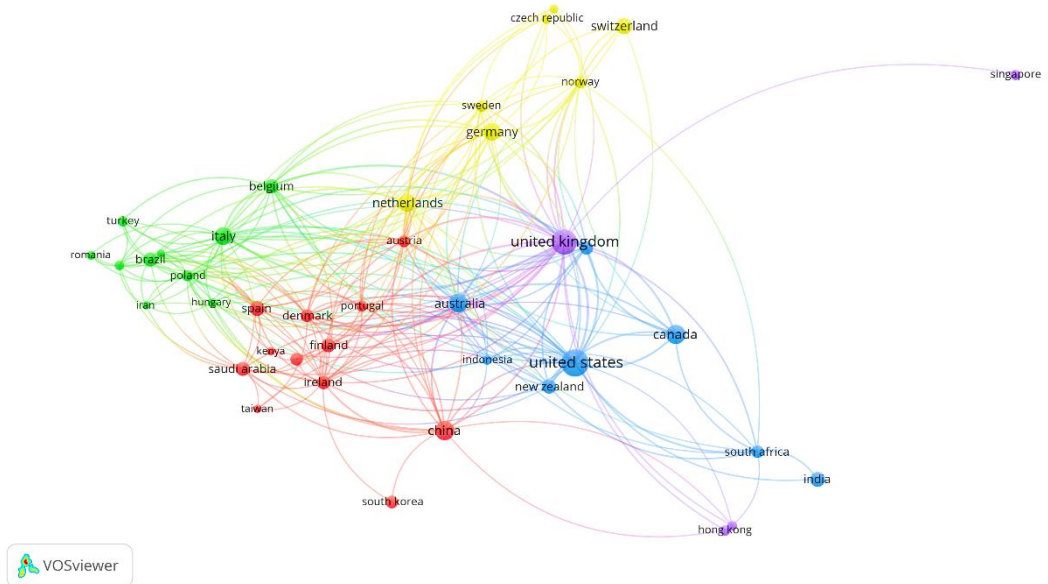 czech republic
switzerland
singapore
norway
sweden
germany
belgium
netherlands
turkey
italy
austria
united kingdom
romania
brazil
poland
iran
hungary
spain
portugal
australia
denmark
canada
finland
kenya
indonesia
united states
saudi arabia
ireland
new zealand
taiwan
china
south africa
india
south korea
hong kong
VOSviewer